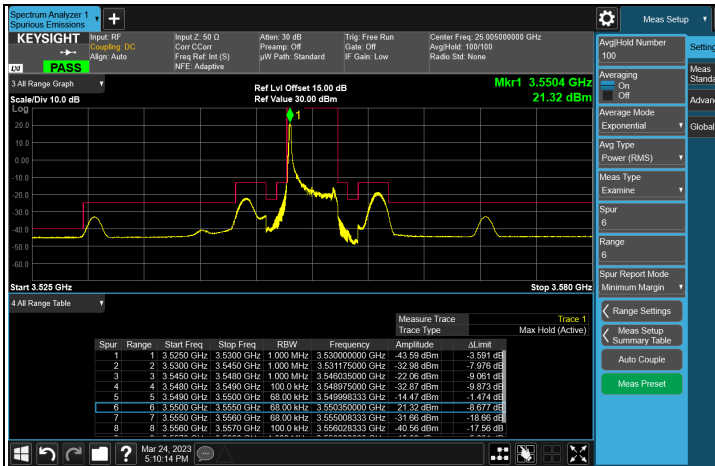 Spectrum Analyzer 1
Spurious Emissions
Meas Setup
KEYSIGHT
Input: RF
Coupling: DC
Align: Auto
Input Z: 50 Ω
Corr CCorr
Freq Ref: Int (S)
NFE: Adaptive
Atten: 30 dB
Preamp: Off
µW Path: Standard
Trig: Free Run
Gate: Off
IF Gain: Low
Center Freq: 25.005000000 GHz
Avg|Hold: 100/100
Radio Std: None
LXI
PASS
3 All Range Graph
Scale/Div 10.0 dB
Ref Lvl Offset 15.00 dB
Ref Value 30.00 dBm
Mkr1 3.5504 GHz
21.32 dBm
Log
1
20.0
10.0
0.00
-10.0
-20.0
-30.0
-40.0
-50.0
-60.0
Start 3.525 GHz
Stop 3.580 GHz
4 All Range Table
Measure Trace Trace 1
Trace Type Max Hold (Active)
Spur Range Start Freq Stop Freq RBW Frequency Amplitude ΔLimit
1 1 3.5250 GHz 3.5300 GHz 1.000 MHz 3.530000000 GHz -43.59 dBm -3.591 dB
2 2 3.5300 GHz 3.5450 GHz 1.000 MHz 3.531175000 GHz -32.98 dBm -7.976 dB
3 3 3.5450 GHz 3.5480 GHz 1.000 MHz 3.546035000 GHz -22.06 dBm -9.061 dB
4 4 3.5480 GHz 3.5490 GHz 100.0 kHz 3.548975000 GHz -32.87 dBm -9.873 dB
5 5 3.5490 GHz 3.5500 GHz 68.00 kHz 3.549998333 GHz -14.47 dBm -1.474 dB
6 6 3.5500 GHz 3.5550 GHz 68.00 kHz 3.550350000 GHz 21.32 dBm -8.677 dB
7 7 3.5550 GHz 3.5560 GHz 68.00 kHz 3.555008333 GHz -31.66 dBm -18.66 dB
8 8 3.5560 GHz 3.5570 GHz 100.0 kHz 3.556028333 GHz -40.56 dBm -17.56 dB
Mar 24, 2023
5:10:14 PM
Avg|Hold Number
100
Averaging
On
Off
Average Mode
Exponential
Avg Type
Power (RMS)
Meas Type
Examine
Spur
6
Range
6
Spur Report Mode
Minimum Margin
Range Settings
Meas Setup
Summary Table
Auto Couple
Meas Preset
Setting
Meas
Standa
Advan
Global